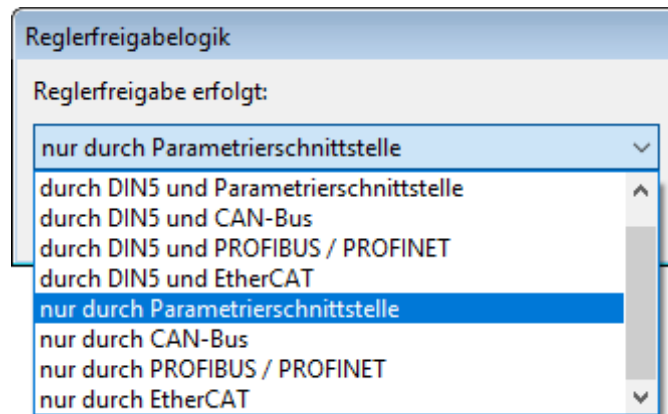 Reglerfreigabelogik
Reglerfreigabe erfolgt:
nur durch Parametrierschnittstelle
durch DIN5 und Parametrierschnittstelle
durch DIN5 und CAN-Bus
durch DIN5 und PROFIBUS / PROFINET
durch DIN5 und EtherCAT
nur durch Parametrierschnittstelle
nur durch CAN-Bus
nur durch PROFIBUS / PROFINET
nur durch EtherCAT